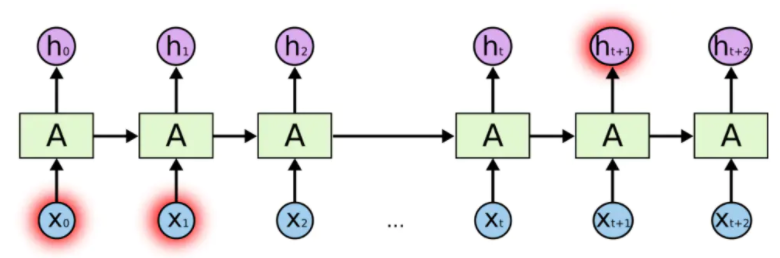 h0 h1 h2 ht ht+1 ht+2
A A A A A A
x0 x1 x2 ... xt xt+1 xt+2